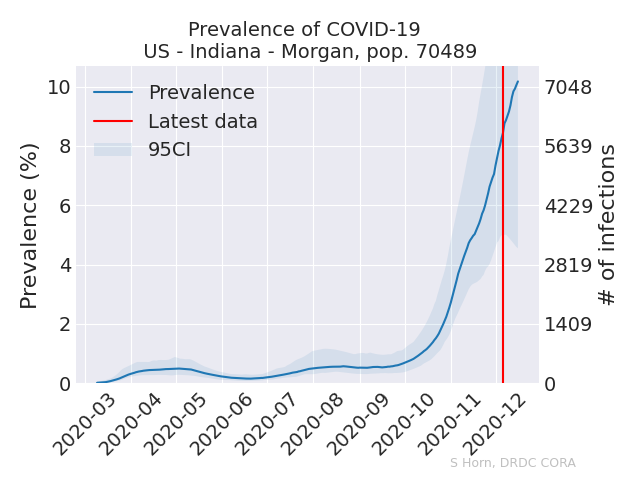 Prevalence of COVID-19
US - Indiana - Morgan, pop. 70489
Prevalence
Latest data
95CI
Prevalence (%)
10
8
6
4
2
0
7048
5639
4229
2819
1409
0
# of infections
2020-03
2020-04
2020-05
2020-06
2020-07
2020-08
2020-09
2020-10
2020-11
2020-12
S Horn, DRDC CORA